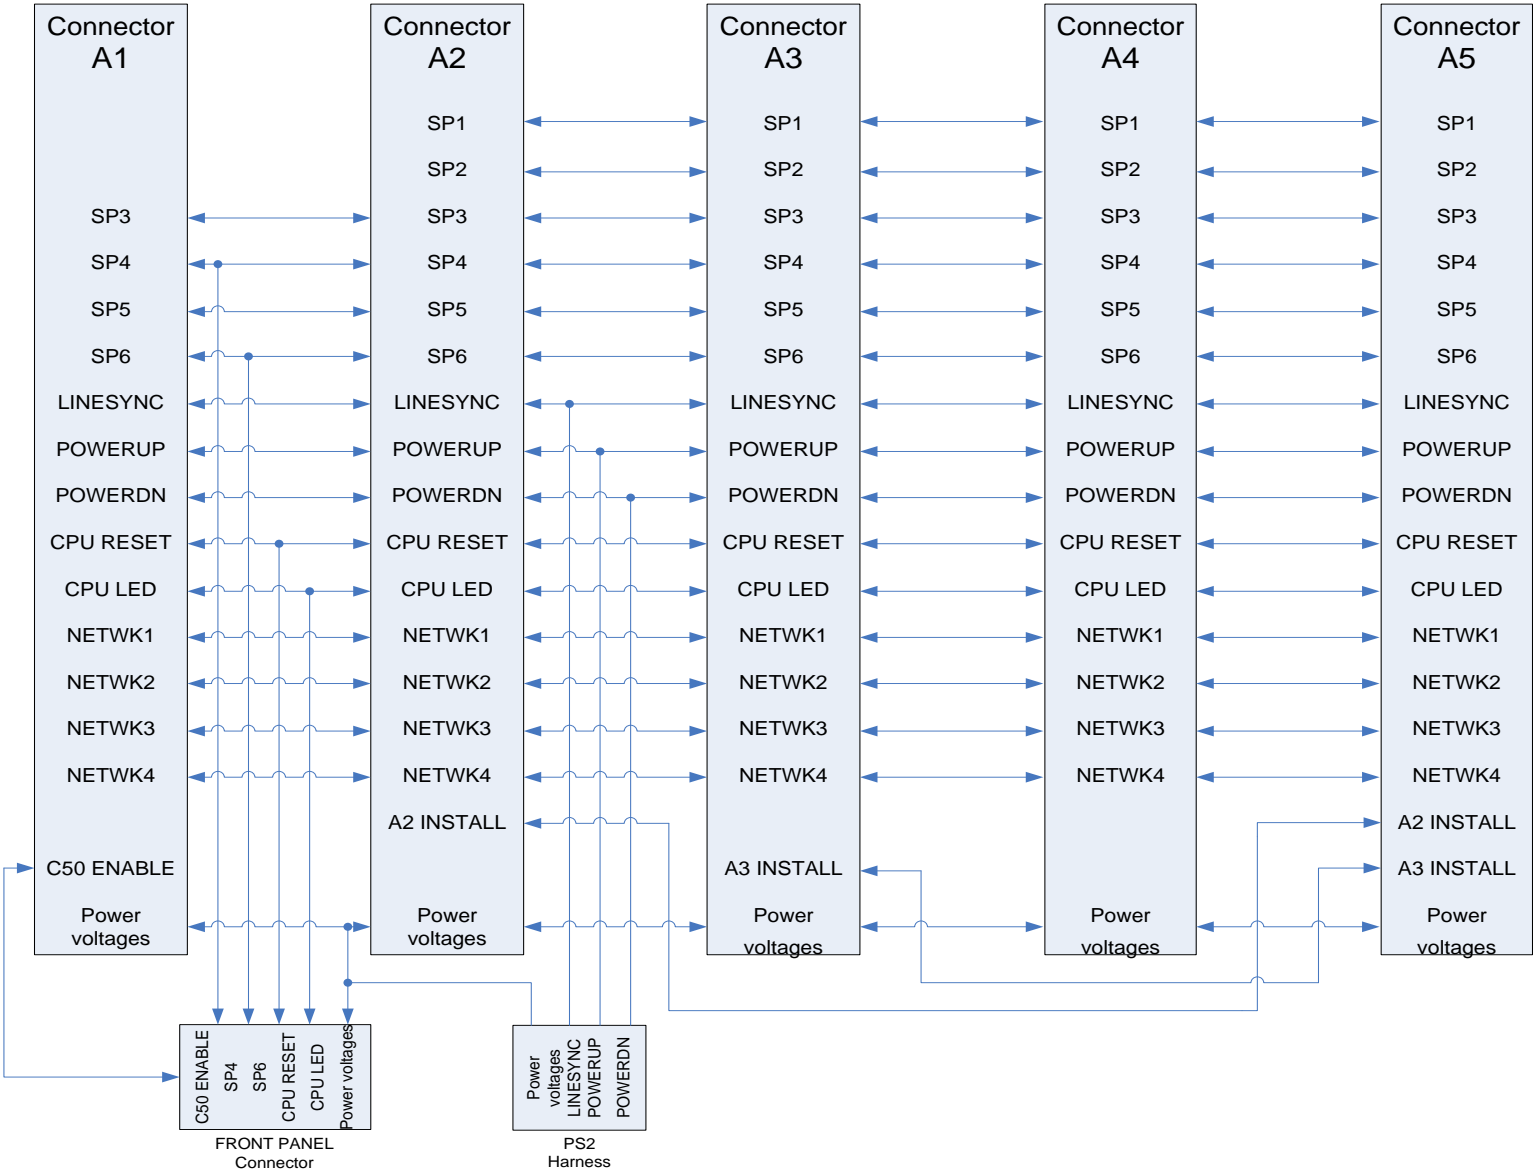 Connector
A1
SP3
SP4
SP5
SP6
LINESYNC
POWERUP
POWERDN
CPU RESET
CPU LED
NETWK1
NETWK2
NETWK3
NETWK4
C50 ENABLE
Power
voltages
Connector
A2
SP1
SP2
SP3
SP4
SP5
SP6
LINESYNC
POWERUP
POWERDN
CPU RESET
CPU LED
NETWK1
NETWK2
NETWK3
NETWK4
A2 INSTALL
Power
voltages
Connector
A3
SP1
SP2
SP3
SP4
SP5
SP6
LINESYNC
POWERUP
POWERDN
CPU RESET
CPU LED
NETWK1
NETWK2
NETWK3
NETWK4
A3 INSTALL
Power
voltages
Connector
A4
SP1
SP2
SP3
SP4
SP5
SP6
LINESYNC
POWERUP
POWERDN
CPU RESET
CPU LED
NETWK1
NETWK2
NETWK3
NETWK4
Power
voltages
Connector
A5
SP1
SP2
SP3
SP4
SP5
SP6
LINESYNC
POWERUP
POWERDN
CPU RESET
CPU LED
NETWK1
NETWK2
NETWK3
NETWK4
A2 INSTALL
A3 INSTALL
Power
voltages
C50 ENABLE
SP4
SP6
CPU RESET
CPU LED
Power voltages
FRONT PANEL
Connector
Power
voltages
LINESYNC
POWERUP
POWERDN
PS2
Harness